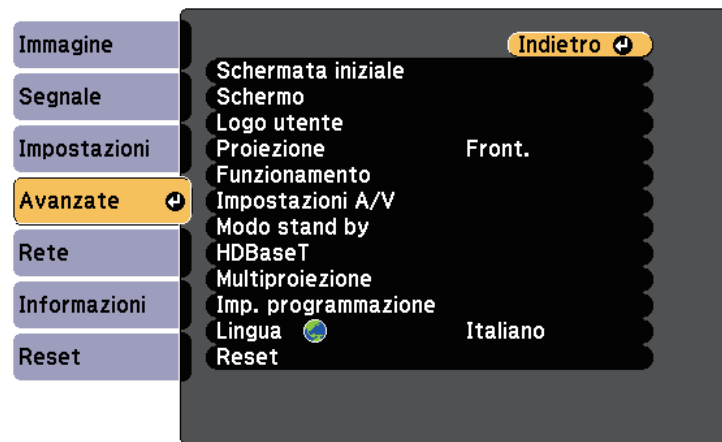 Immagine
Segnale
Impostazioni
Avanzate
Rete
Informazioni
Reset
Indietro
Schermata iniziale
Schermo
Logo utente
Proiezione Front.
Funzionamento
Impostazioni A/V
Modo stand by
HDBaseT
Multiproiezione
Imp. programmazione
Lingua Italiano
Reset